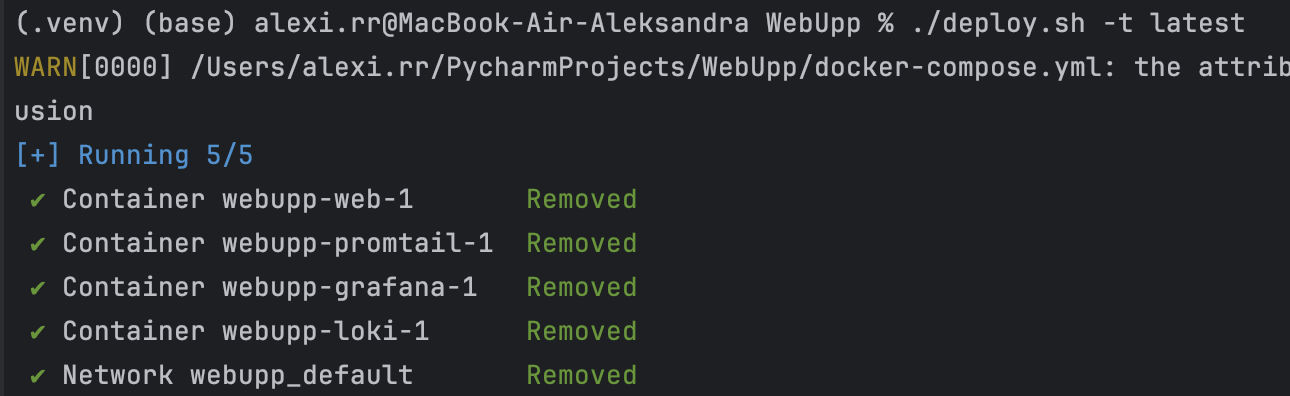 (.venv) (base) alexi.rr@MacBook-Air-Aleksandra WebUpp % ./deploy.sh -t latest
WARN[0000] /Users/alexi.rr/PycharmProjects/WebUpp/docker-compose.yml: the attrib
usion
[+] Running 5/5
✔ Container webupp-web-1 Removed
✔ Container webupp-promtail-1 Removed
✔ Container webupp-grafana-1 Removed
✔ Container webupp-loki-1 Removed
✔ Network webupp_default Removed